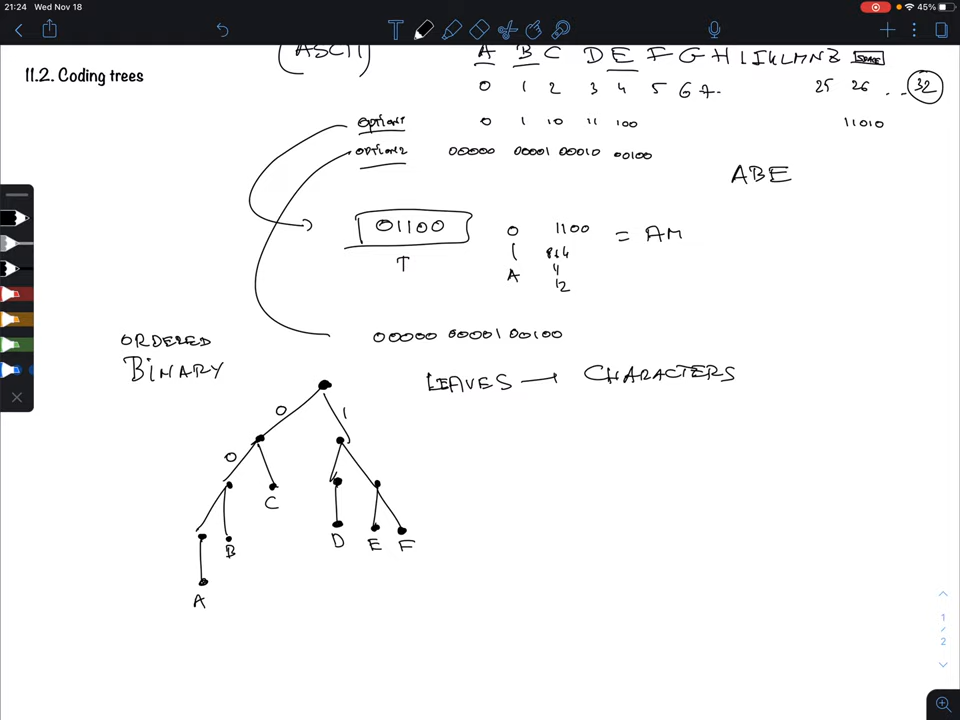 21:24 Wed Nov 18
45%
T
11.2. Coding trees
(ASCII)
A B C D E F G H I J K L M N Z SPACE
0 1 2 3 4 5 6 7.. 25 26 .. 32
option1 0 1 10 11 100 11010
option2 00000 00001 00010 00100
ABE
01100 0 1100 = AM
T
8+4
A
12
00000 00001 00100
ORDERED
BINARY
LEAVES → CHARACTERS
0 1
0
C
B D E F
A
1
/
2